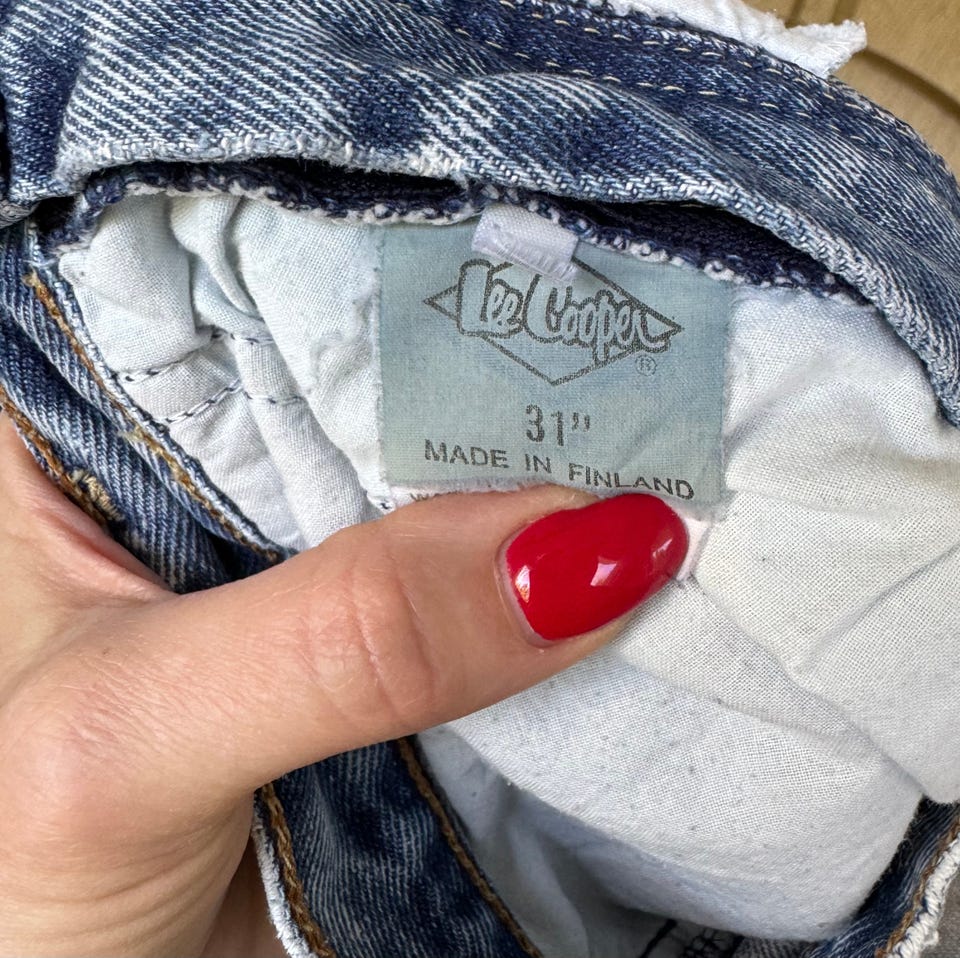 Lee Cooper
®
31"
MADE IN FINLAND